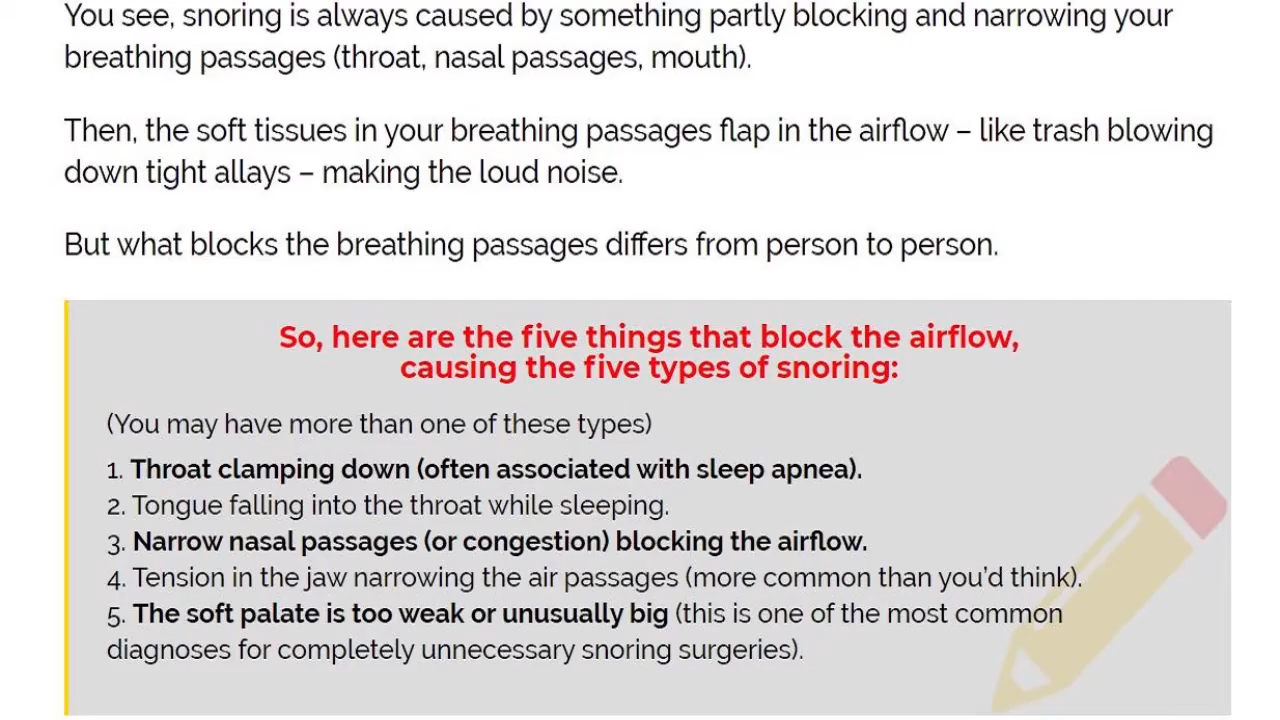 You see, snoring is always caused by something partly blocking and narrowing your
breathing passages (throat, nasal passages, mouth).
Then, the soft tissues in your breathing passages flap in the airflow – like trash blowing
down tight allays – making the loud noise.
But what blocks the breathing passages differs from person to person.
So, here are the five things that block the airflow,
causing the five types of snoring:
(You may have more than one of these types)
1. Throat clamping down (often associated with sleep apnea).
2. Tongue falling into the throat while sleeping.
3. Narrow nasal passages (or congestion) blocking the airflow.
4. Tension in the jaw narrowing the air passages (more common than you'd think).
5. The soft palate is too weak or unusually big (this is one of the most common
diagnoses for completely unnecessary snoring surgeries).